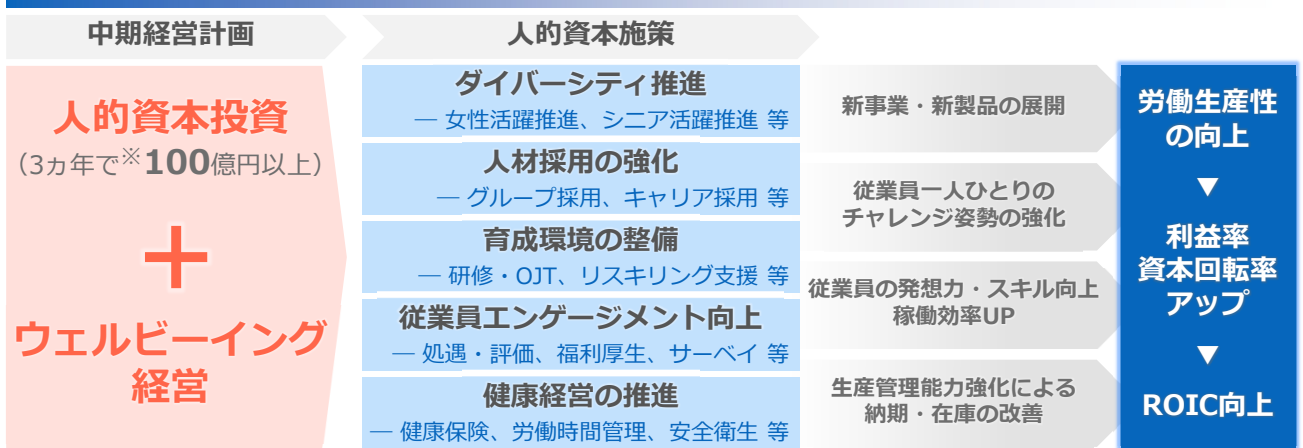 中期経営計画
人的資本施策
人的資本投資
（3ヵ年で※100億円以上）
＋
ウェルビーイング
経営
ダイバーシティ推進
― 女性活躍推進、シニア活躍推進 等
人材採用の強化
― グループ採用、キャリア採用 等
育成環境の整備
― 研修・OJT、リスキリング支援 等
従業員エンゲージメント向上
― 処遇・評価、福利厚生、サーベイ 等
健康経営の推進
― 健康保険、労働時間管理、安全衛生 等
新事業・新製品の展開
従業員一人ひとりの
チャレンジ姿勢の強化
従業員の発想力・スキル向上
稼働効率UP
生産管理能力強化による
納期・在庫の改善
労働生産性
の向上
▼
利益率
資本回転率
アップ
▼
ROIC向上